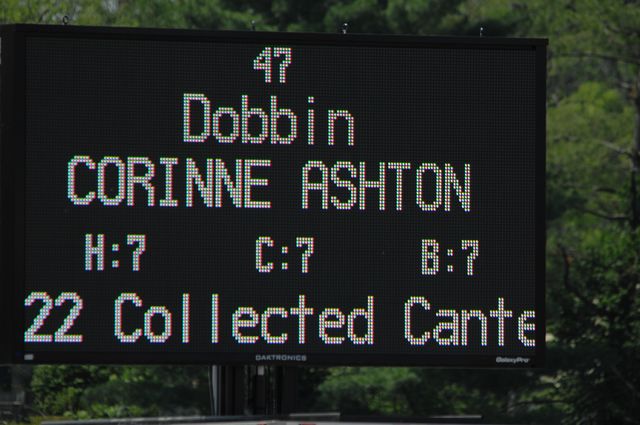 47
Dobbin
CORINNE ASHTON
H:7 C:7 B:7
22 Collected Cante
DAKTRONICS GalaxyPro